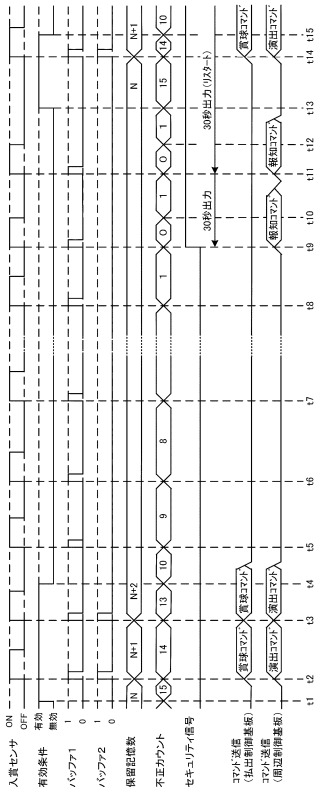 入賞センサ ON
OFF
有効条件 有効
無効
バッファ1 1
0
バッファ2 1
0
保留記憶数 N N+1 N+2 N N+1
不正カウント 15 14 13 10 9 8 1 0 1 0 1 15 14 10
セキュリティ信号 30秒出力 30秒出力(リスタート)
コマンド送信
(払出制御基板) 賞球コマンド 賞球コマンド 賞球コマンド
コマンド送信
(周辺制御基板) 演出コマンド 演出コマンド 報知コマンド 報知コマンド 演出コマンド
t1 t2 t3 t4 t5 t6 t7 t8 t9 t10 t11 t12 t13 t14 t15